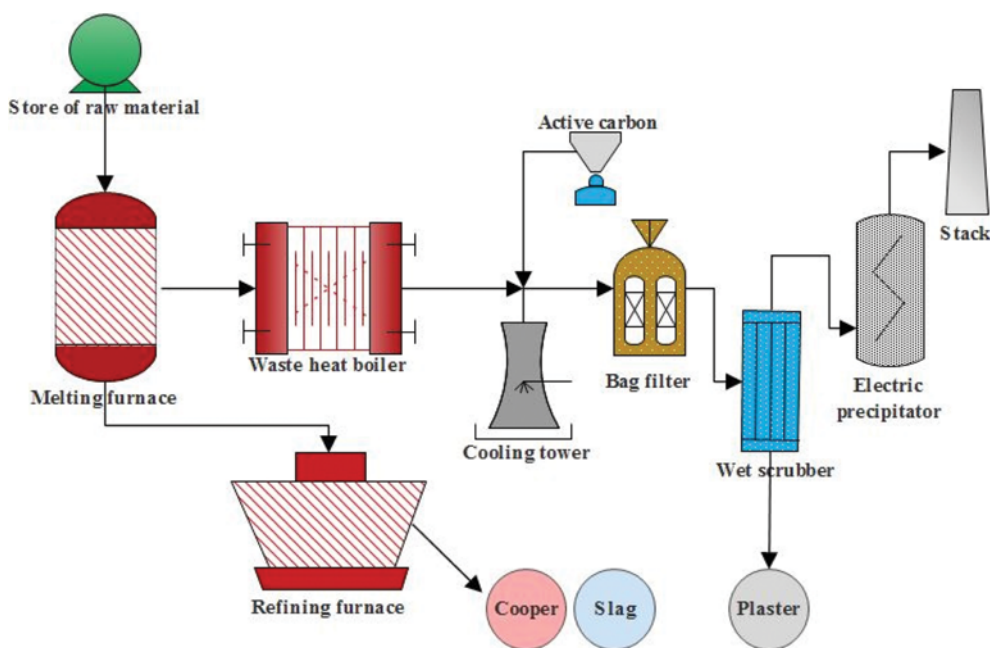 Store of raw material
Active carbon
Stack
Melting furnace
Waste heat boiler
Cooling tower
Bag filter
Wet scrubber
Electric
precipitator
Refining furnace
Cooper
Slag
Plaster